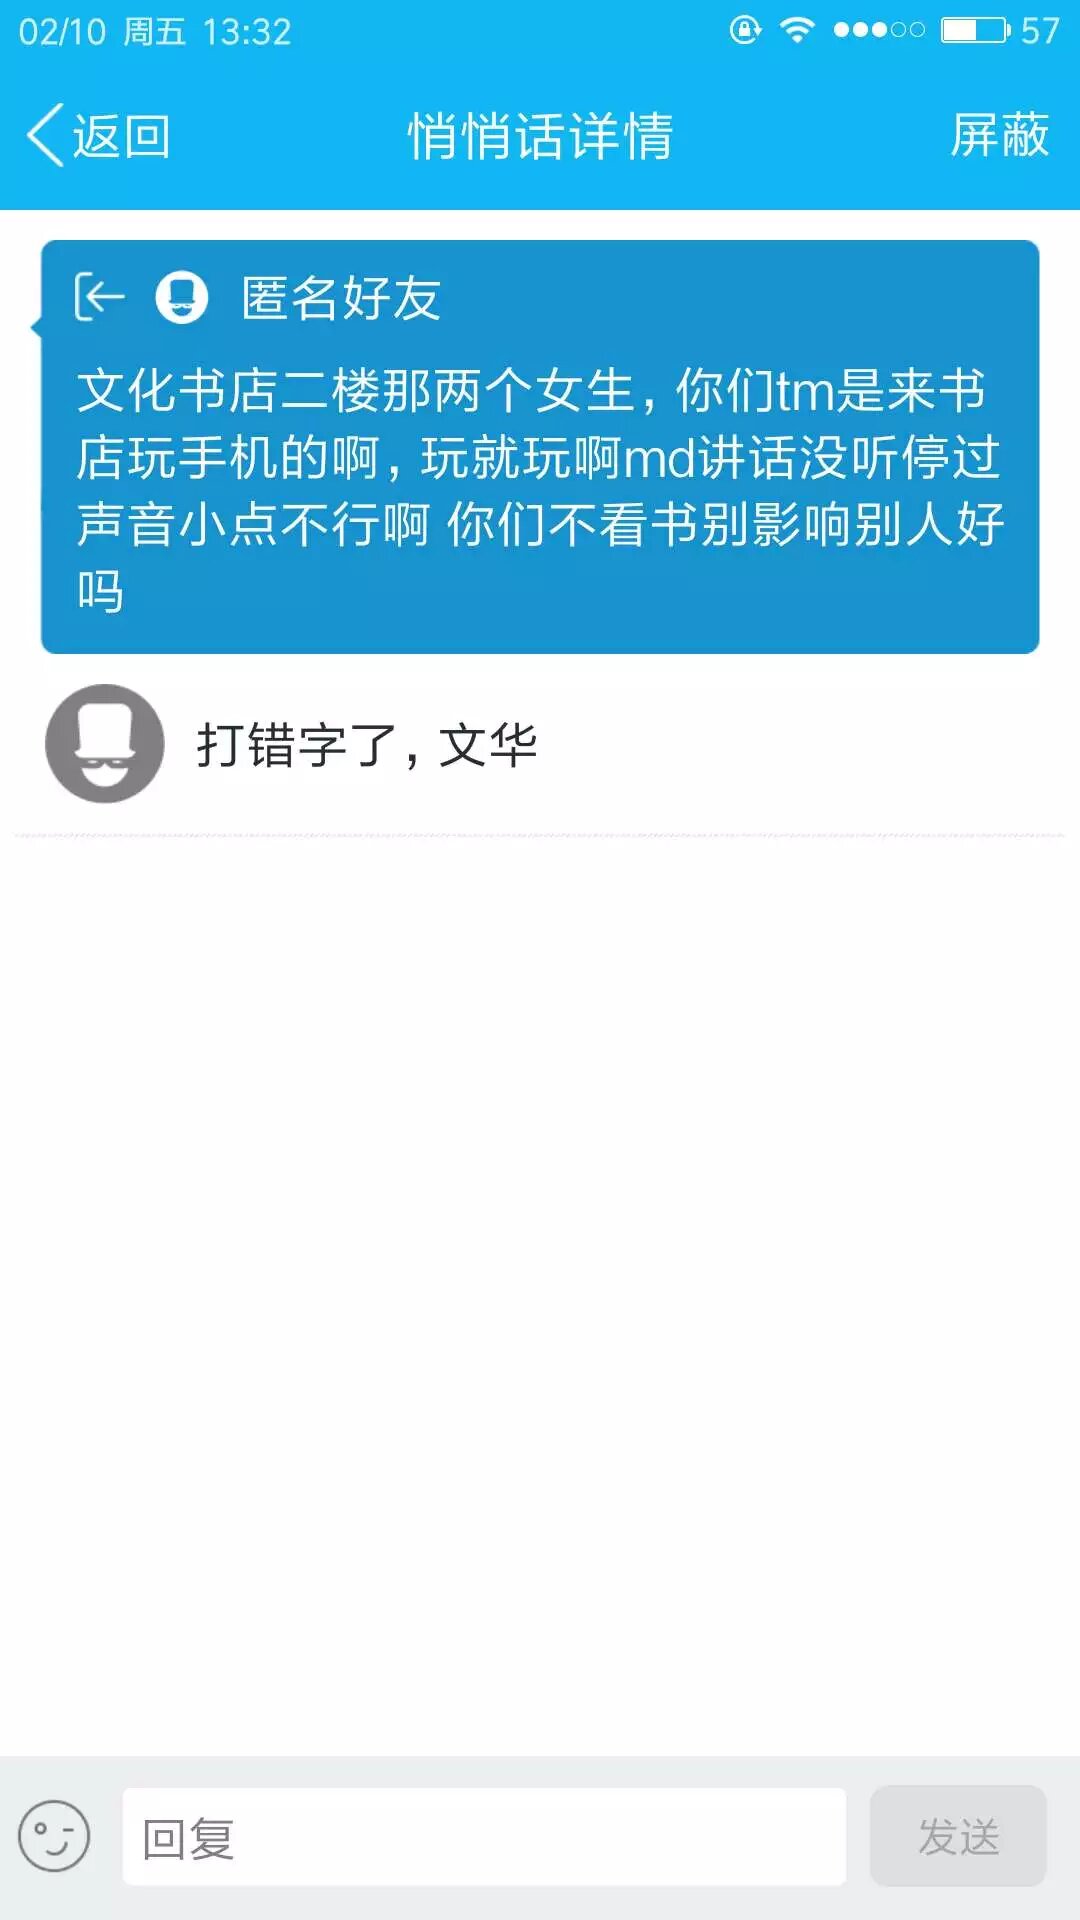 02/10 周五 13:32
57
返回
悄悄话详情
屏蔽
匿名好友
文化书店二楼那两个女生，你们tm是来书
店玩手机的啊，玩就玩啊md讲话没听停过
声音小点不行啊 你们不看书别影响别人好
吗
打错字了，文华
回复
发送